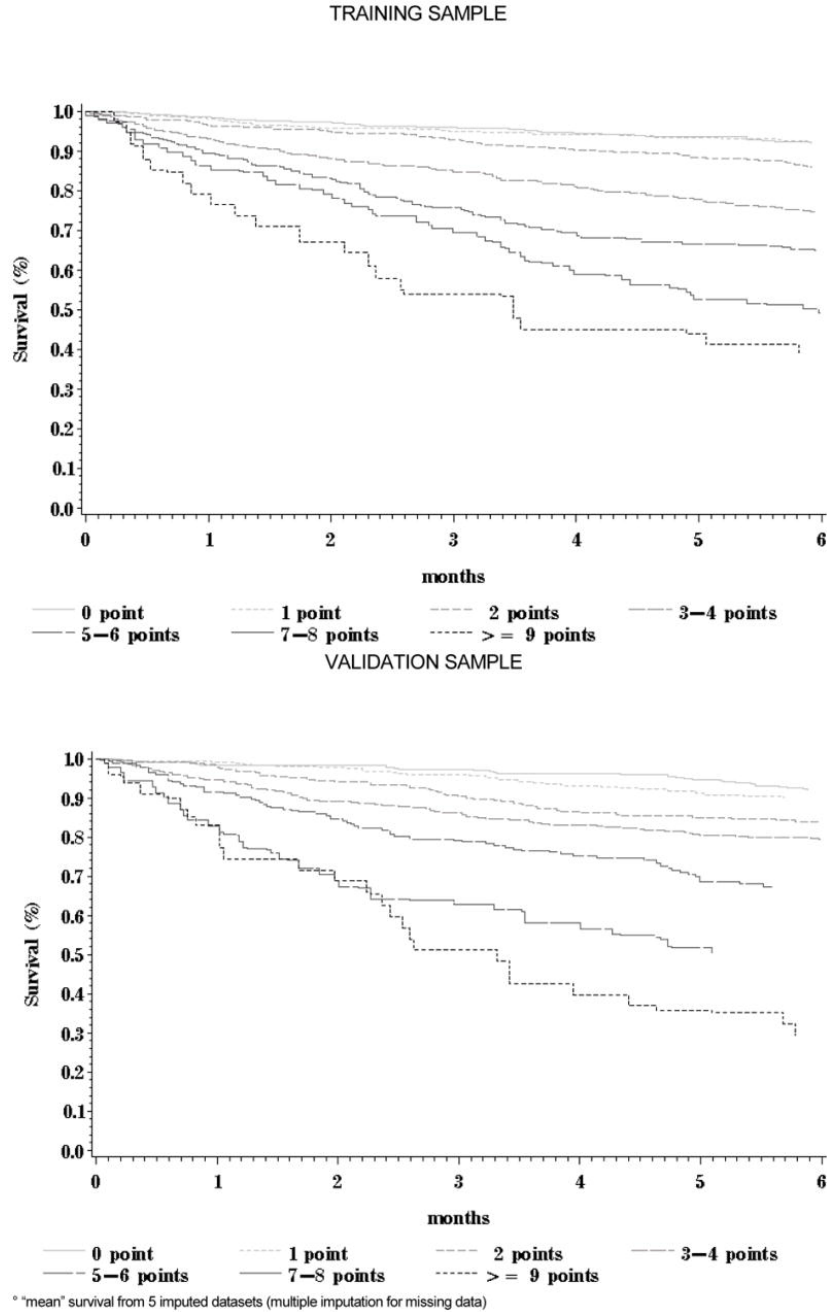 TRAINING SAMPLE
1.0
0.9
0.8
0.7
0.6
0.5
0.4
0.3
0.2
0.1
0.0
Survival (%)
0 1 2 3 4 5 6
months
0 point 1 point 2 points 3–4 points
5–6 points 7–8 points > = 9 points
VALIDATION SAMPLE
1.0
0.9
0.8
0.7
0.6
0.5
0.4
0.3
0.2
0.1
0.0
Survival (%)
0 1 2 3 4 5 6
months
0 point 1 point 2 points 3–4 points
5–6 points 7–8 points > = 9 points
° "mean" survival from 5 imputed datasets (multiple imputation for missing data)